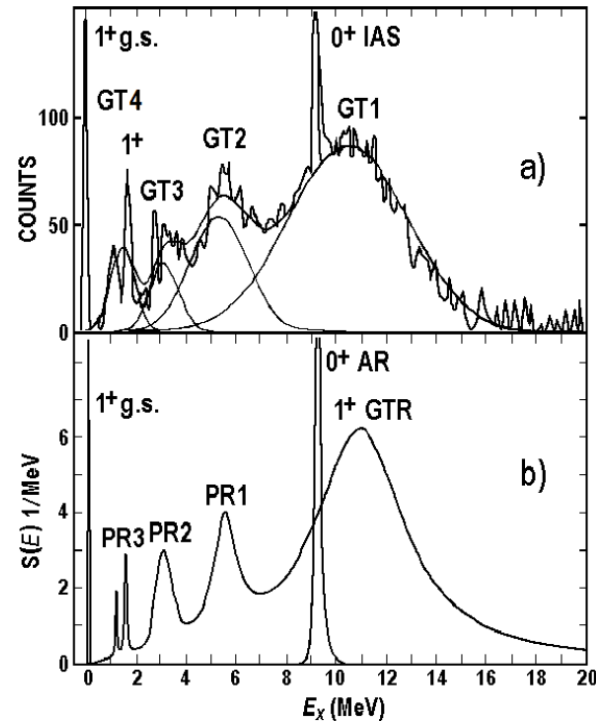 1⁺ g.s.
0⁺ IAS
GT4
100
1⁺
GT2
GT1
a)
GT3
COUNTS
50
0
0⁺ AR
1⁺ g.s.
1⁺ GTR
b)
6
PR1
S(E) 1/MeV
4
PR3
PR2
2
0
0 2 4 6 8 10 12 14 16 18 20
Eₓ (MeV)